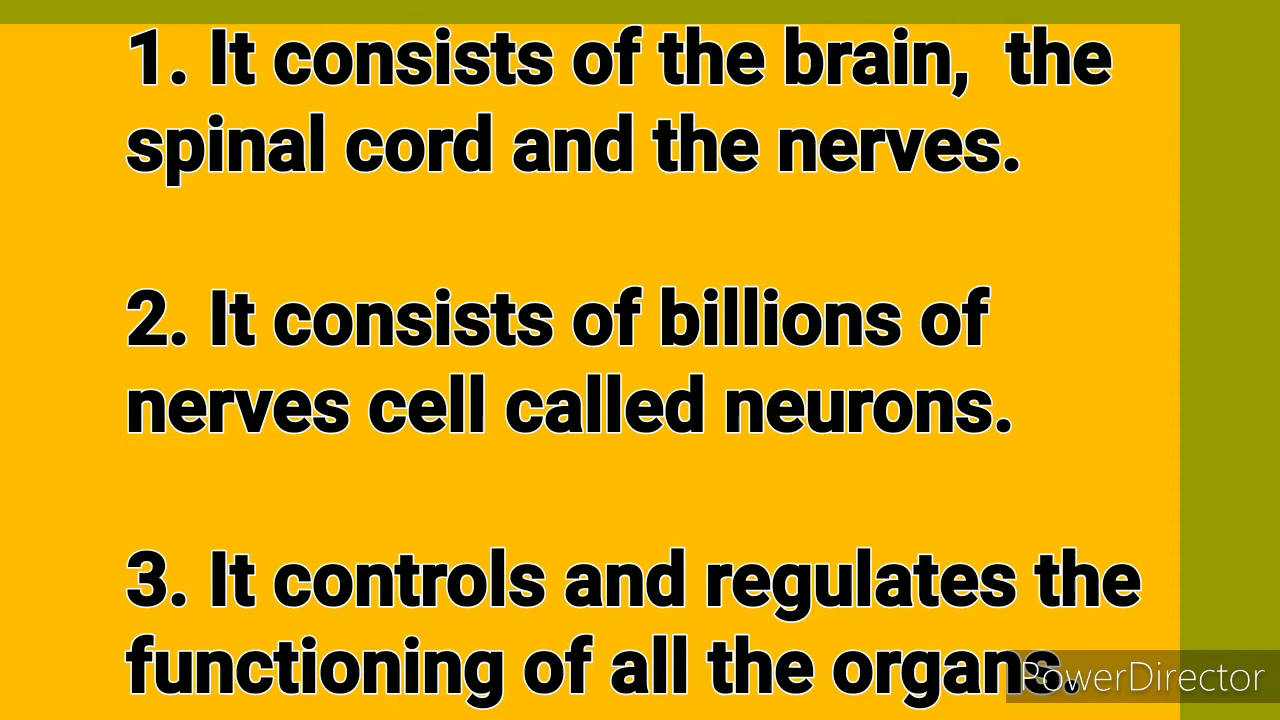 1. It consists of the brain,  the
spinal cord and the nerves.
2. It consists of billions of
nerves cell called neurons.
3. It controls and regulates the
functioning of all the organs.
PowerDirector